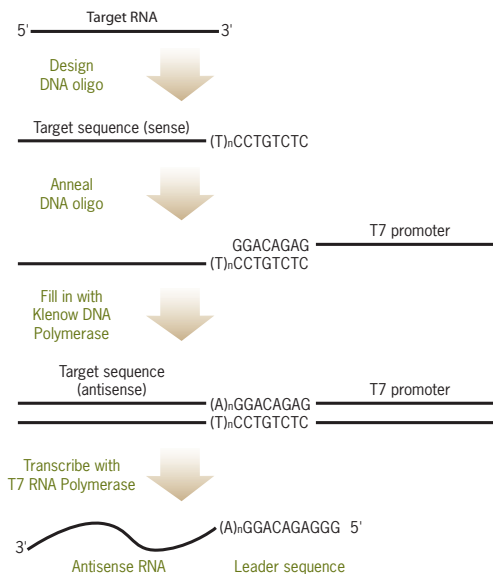 Target RNA
5' 3'
Design
DNA oligo
Target sequence (sense)
(T)nCCTGTCTC
Anneal
DNA oligo
T7 promoter
GGACAGAG
(T)nCCTGTCTC
Fill in with
Klenow DNA
Polymerase
Target sequence
(antisense)
T7 promoter
(A)nGGACAGAG
(T)nCCTGTCTC
Transcribe with
T7 RNA Polymerase
(A)nGGACAGAGGG 5'
3'
Antisense RNA
Leader sequence